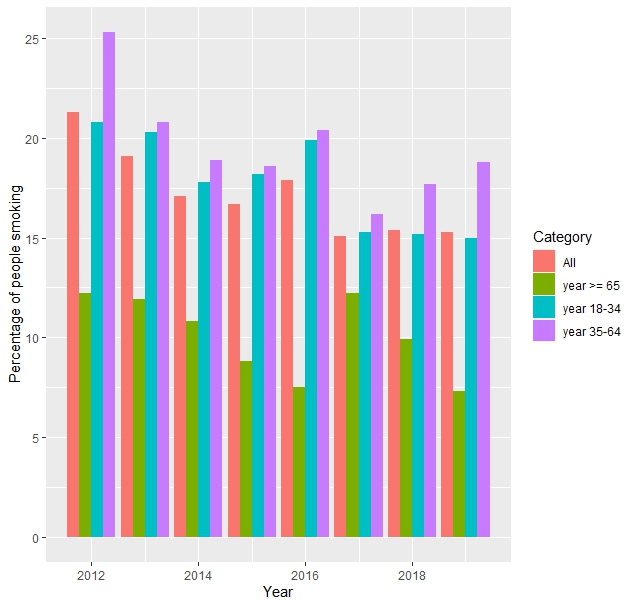 Percentage of people smoking
25
20
15
10
5
0
2012
2014
2016
2018
Year
Category
All
year >= 65
year 18-34
year 35-64